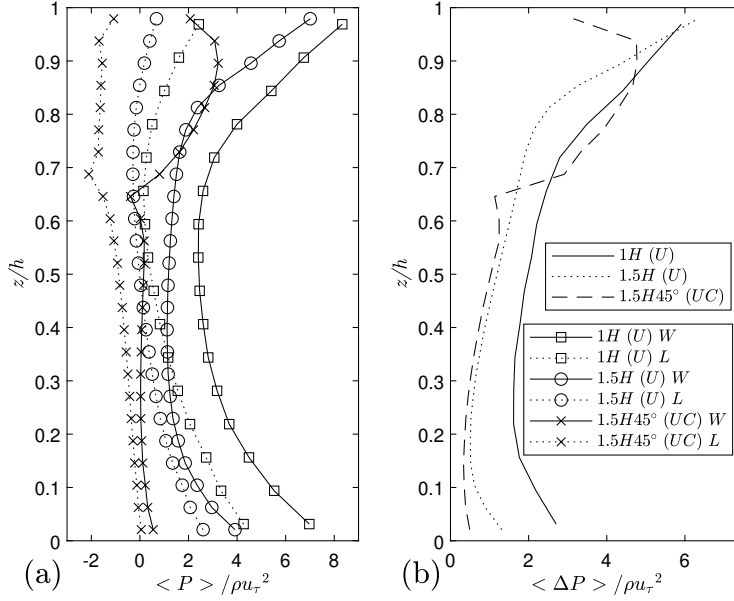 1
0.9
0.8
0.7
0.6
0.5
0.4
0.3
0.2
0.1
0
z/h
-2 0 2 4 6 8
(a)
< P > /ρuτ²
1
0.9
0.8
0.7
0.6
0.5
0.4
0.3
0.2
0.1
0
z/h
1H (U)
1.5H (U)
1.5H45° (UC)
1H (U) W
1H (U) L
1.5H (U) W
1.5H (U) L
1.5H45° (UC) W
1.5H45° (UC) L
0 2 4 6
(b)
< ΔP > /ρuτ²